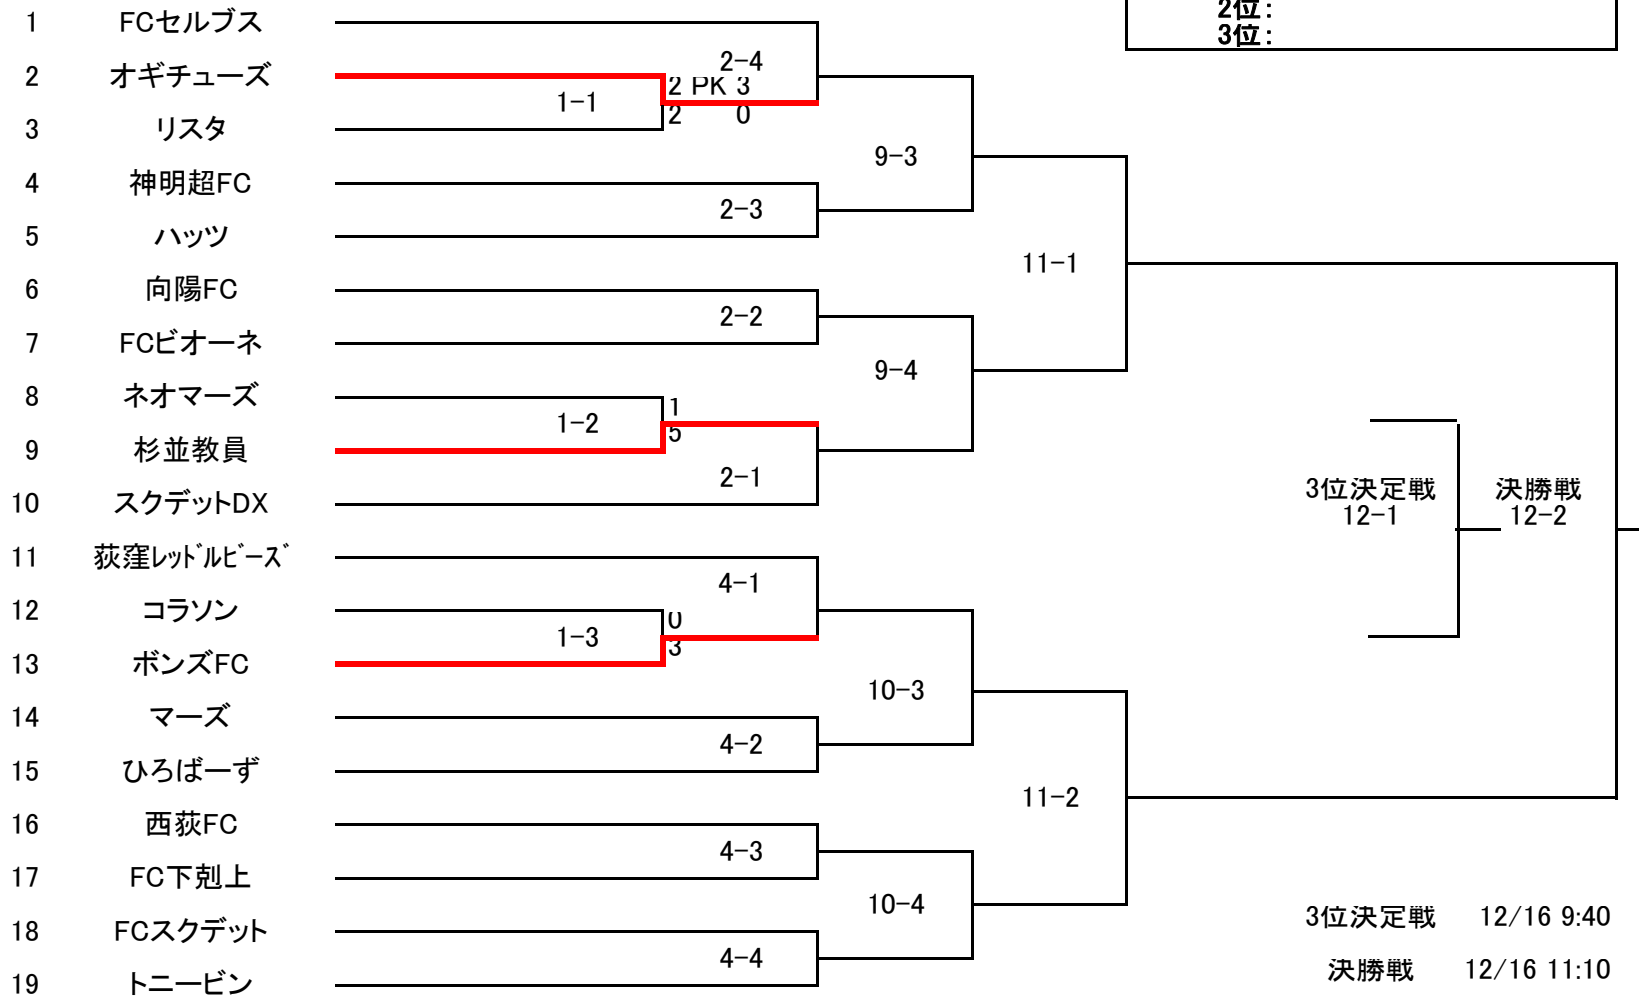 2位：
3位：
1 FCセルブス
2-4
2 オギチューズ
2 PK 3
1-1
2 0
3 リスタ
9-3
4 神明超FC
2-3
5 ハッツ
11-1
6 向陽FC
2-2
7 FCビオーネ
9-4
8 ネオマーズ
1
1-2
5
9 杉並教員
2-1
10 スクデットDX
3位決定戦 決勝戦
12-1 12-2
11 荻窪ﾚｯﾄﾞﾙﾋﾞｰｽﾞ
4-1
12 コラソン
0
1-3
3
13 ボンズFC
10-3
14 マーズ
4-2
15 ひろばーず
11-2
16 西荻FC
4-3
17 FC下剋上
10-4
3位決定戦 12/16 9:40
18 FCスクデット
4-4
決勝戦 12/16 11:10
19 トニービン